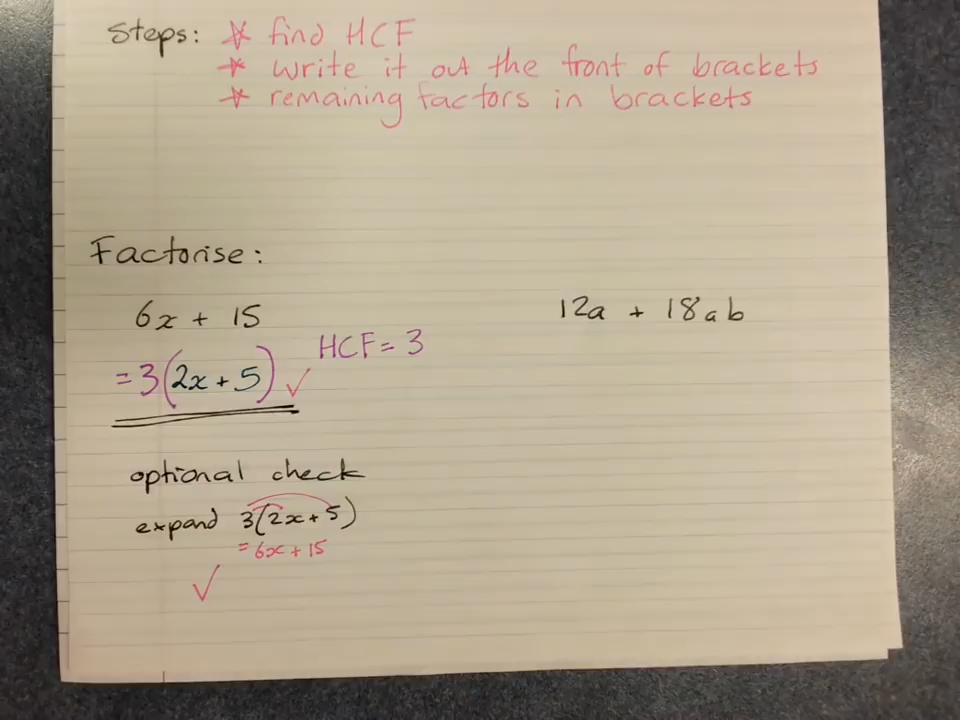 Steps: * find HCF
* write it out the front of brackets
* remaining factors in brackets
Factorise:
6x + 15
= 3(2x + 5) ✓
HCF = 3
optional check
expand 3(2x + 5)
= 6x + 15
✓
12a + 18ab